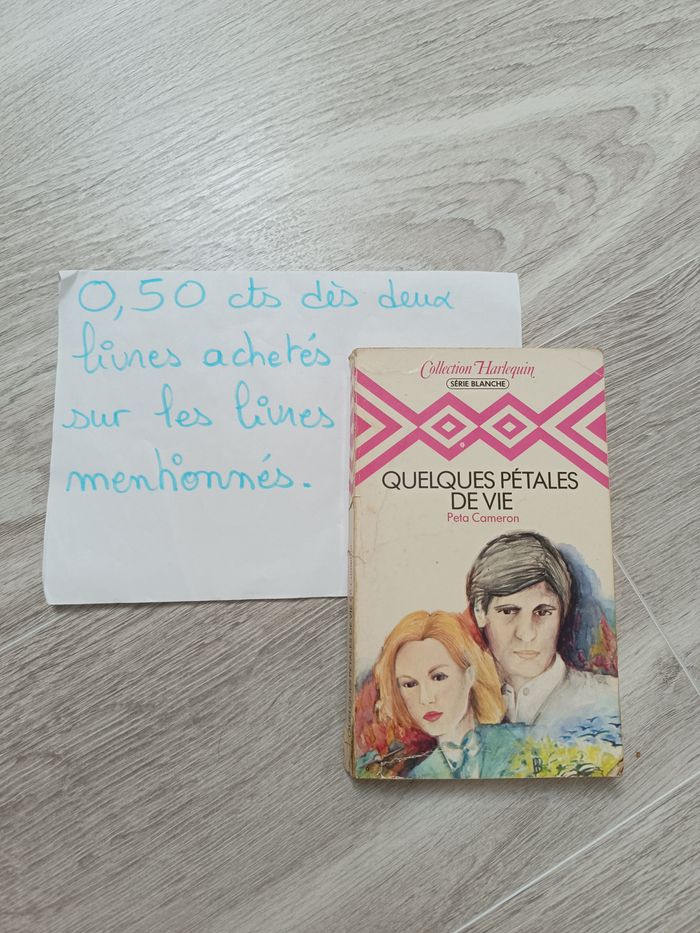 0,50 cts dès deux
livres achetés
sur les livres
mentionnés.
Collection Harlequin
SÉRIE BLANCHE
QUELQUES PÉTALES
DE VIE
Peta Cameron